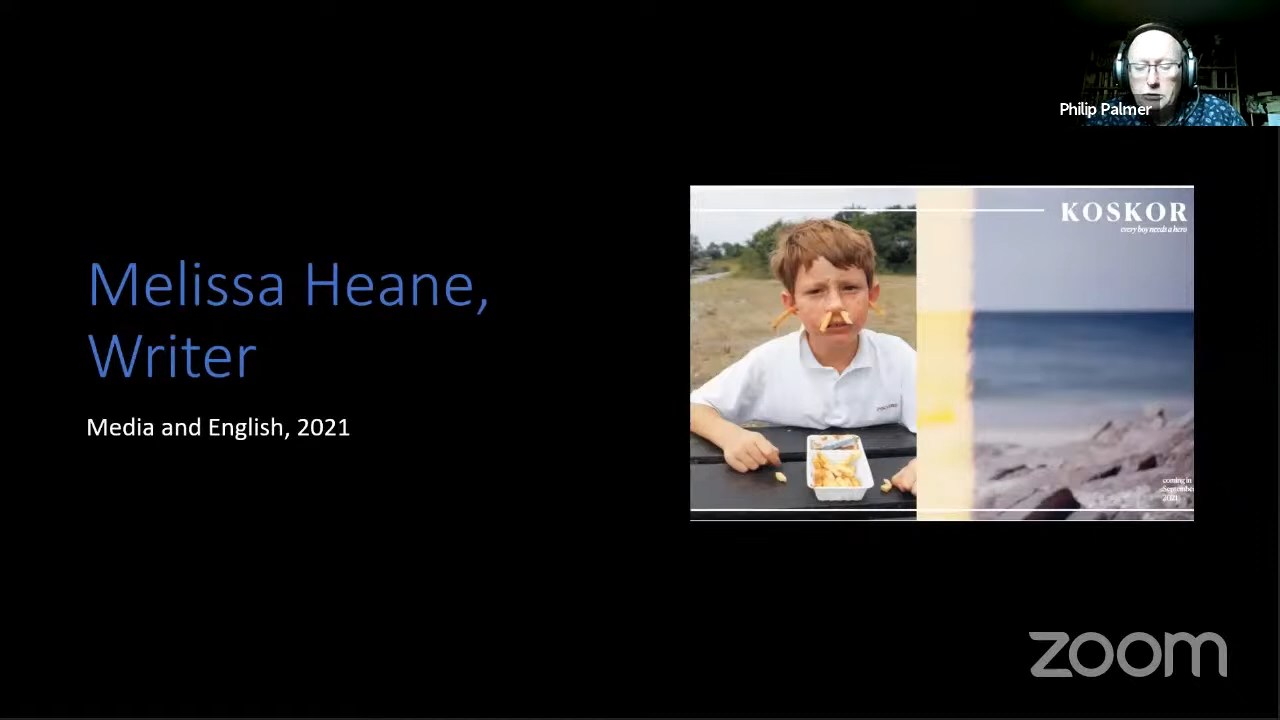 Philip Palmer
KOSKOR
every boy needs a hero
Melissa Heane,
Writer
Media and English, 2021
coming in
September
2021
zoom